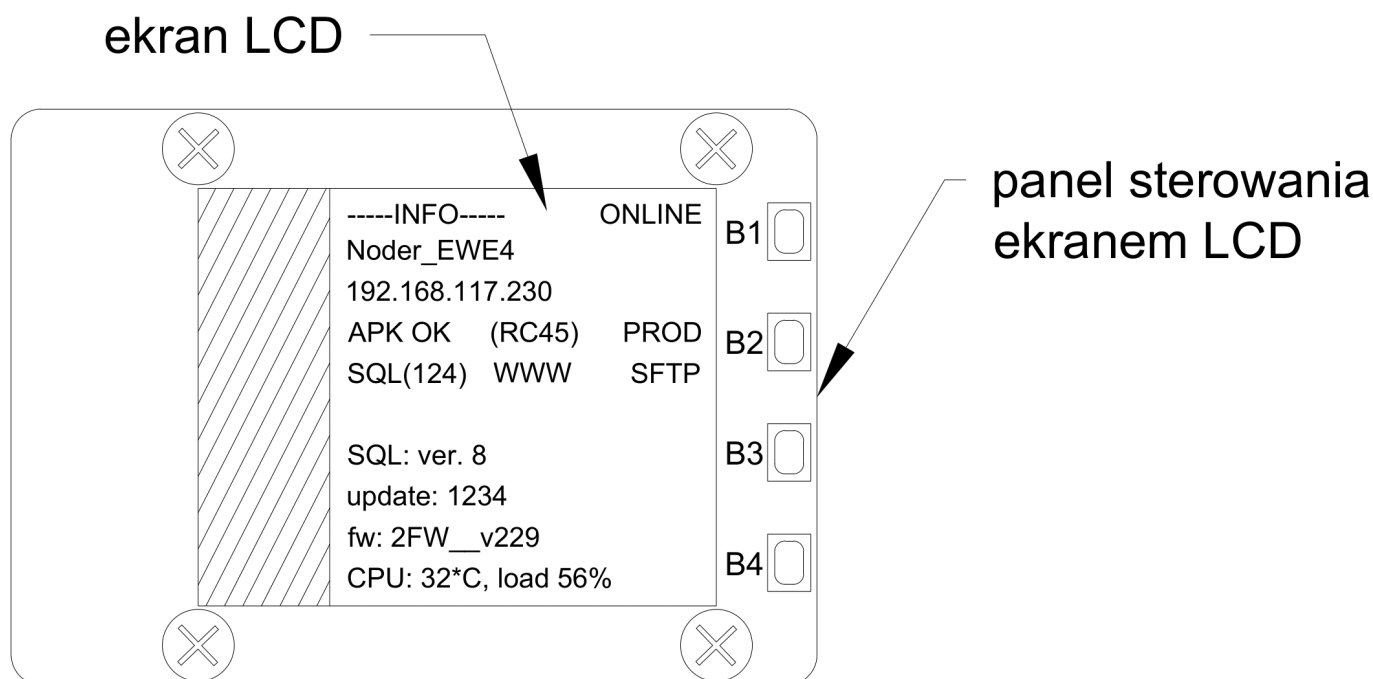 ekran LCD
panel sterowania
ekranem LCD
-----INFO----- ONLINE
Noder_EWE4
192.168.117.230
APK OK (RC45) PROD
SQL(124) WWW SFTP
SQL: ver. 8
update: 1234
fw: 2FW__v229
CPU: 32*C, load 56%
B1
B2
B3
B4